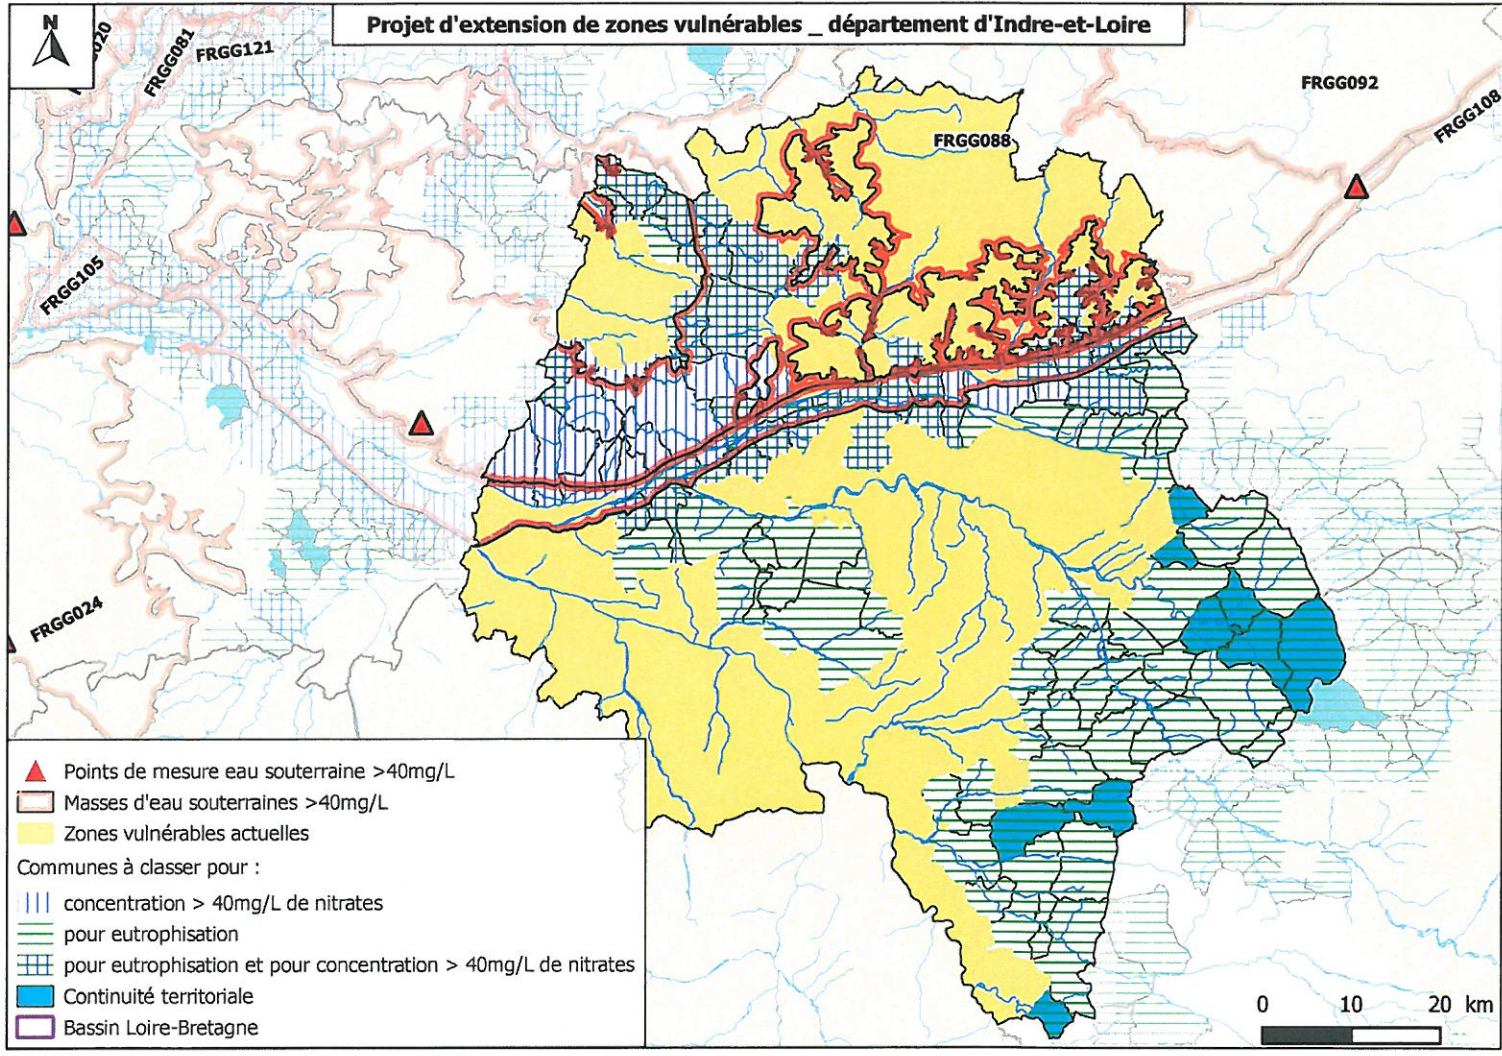 Projet d'extension de zones vulnérables _ département d'Indre-et-Loire
N
FRGG081
FRGG121
FRGG092
FRGG108
FRGG088
FRGG105
FRGG024
Points de mesure eau souterraine >40mg/L
Masses d'eau souterraines >40mg/L
Zones vulnérables actuelles
Communes à classer pour :
concentration > 40mg/L de nitrates
pour eutrophisation
pour eutrophisation et pour concentration > 40mg/L de nitrates
Continuité territoriale
Bassin Loire-Bretagne
0 10 20 km